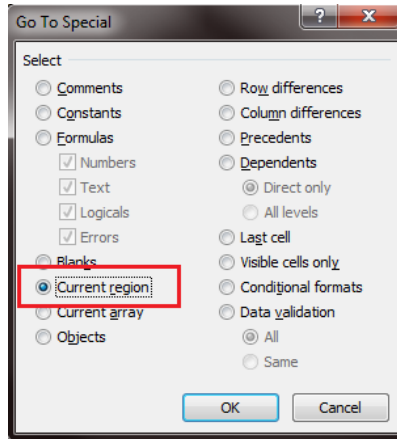 Go To Special
?
X
Select
Comments
Constants
Formulas
Numbers
Text
Logicals
Errors
Blanks
Current region
Current array
Objects
Row differences
Column differences
Precedents
Dependents
Direct only
All levels
Last cell
Visible cells only
Conditional formats
Data validation
All
Same
OK
Cancel